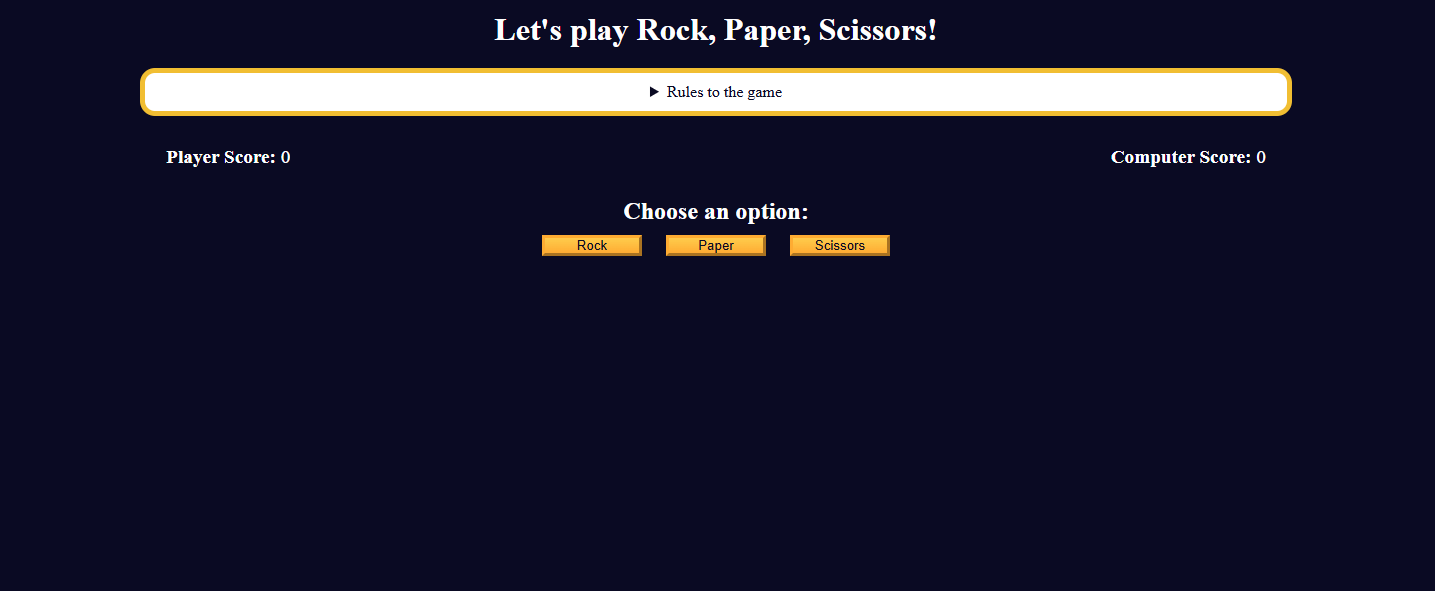 Let's play Rock, Paper, Scissors!
Rules to the game
Player Score: 0
Computer Score: 0
Choose an option:
Rock
Paper
Scissors